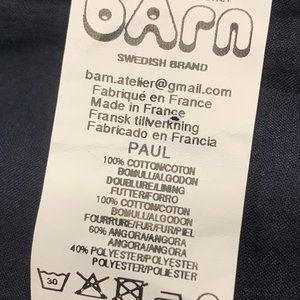 bArn
SWEDISH BRAND
barn.atelier@gmail.com
Fabriqué en France
Made in France
Fransk tillverkning
Fabricado en Francia
PAUL
100% COTTON/COTON
BOMULL/ALGODON
DOUBLURE/LINING
FUTTER/FORRO
100% COTTON/COTON
BOMULL/ALGODON
FOURRURE/FUR/FUR/PIEL
60% ANGORA/ANGORA
ANGORA/ANGORA
40% POLYESTER/POLYESTER
POLYESTER/POLIESTER
30